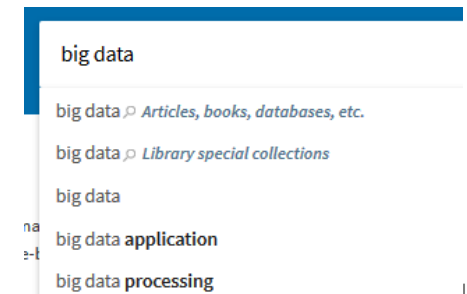 big data
big data Articles, books, databases, etc.
big data Library special collections
big data
big data application
big data processing